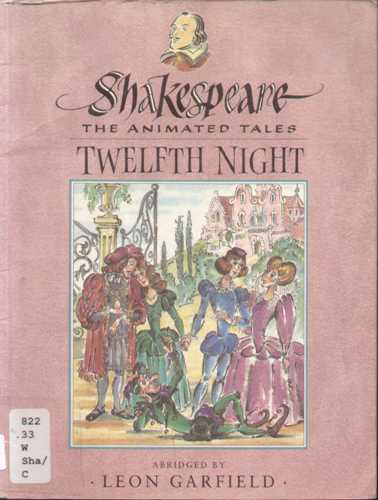 Shakespeare
THE ANIMATED TALES
TWELFTH NIGHT
822
.33
W
Sha/
C
ABRIDGED BY
· LEON GARFIELD ·